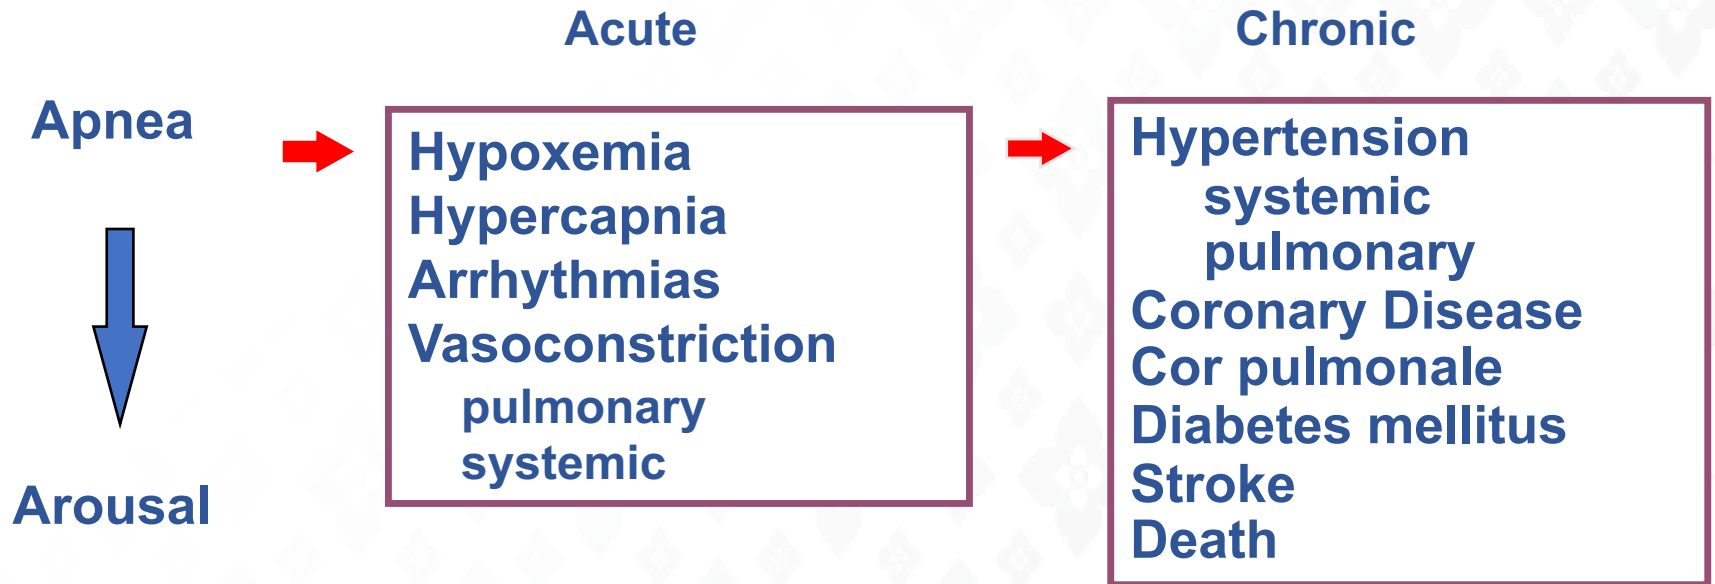 Acute
Chronic
Apnea
Arousal
Hypoxemia
Hypercapnia
Arrhythmias
Vasoconstriction
pulmonary
systemic
Hypertension
systemic
pulmonary
Coronary Disease
Cor pulmonale
Diabetes mellitus
Stroke
Death